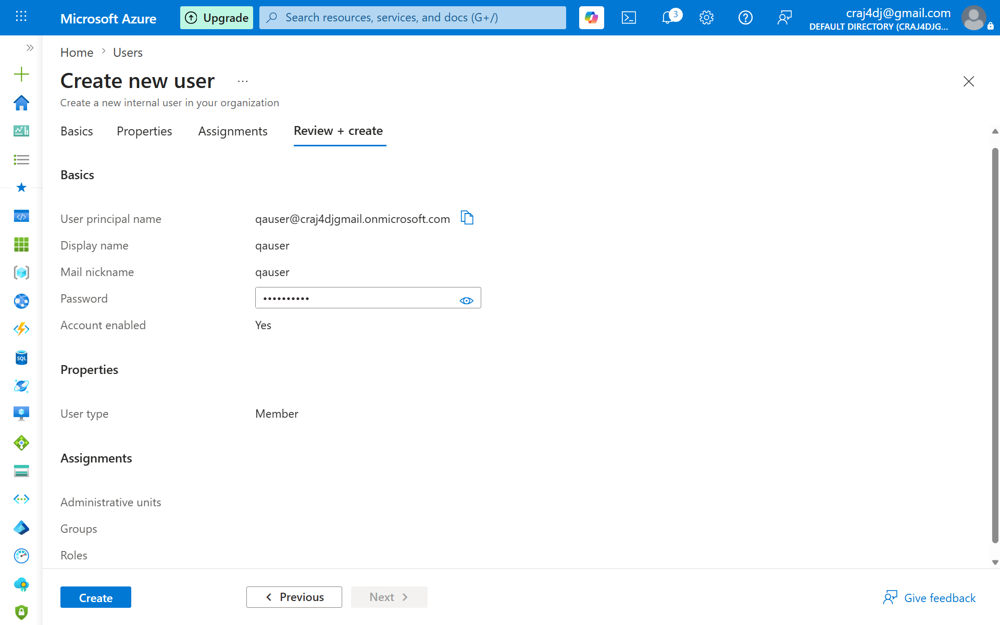 Microsoft Azure
Upgrade
Search resources, services, and docs (G+/)
3
craj4dj@gmail.com
DEFAULT DIRECTORY (CRAJ4DJG...
Home
Users
Create new user
...
Create a new internal user in your organization
Basics
Properties
Assignments
Review + create
Basics
User principal name
qauser@craj4djgmail.onmicrosoft.com
Display name
qauser
Mail nickname
qauser
Password
••••••••••
Account enabled
Yes
Properties
User type
Member
Assignments
Administrative units
Groups
Roles
SQL
Create
Previous
Next
Give feedback